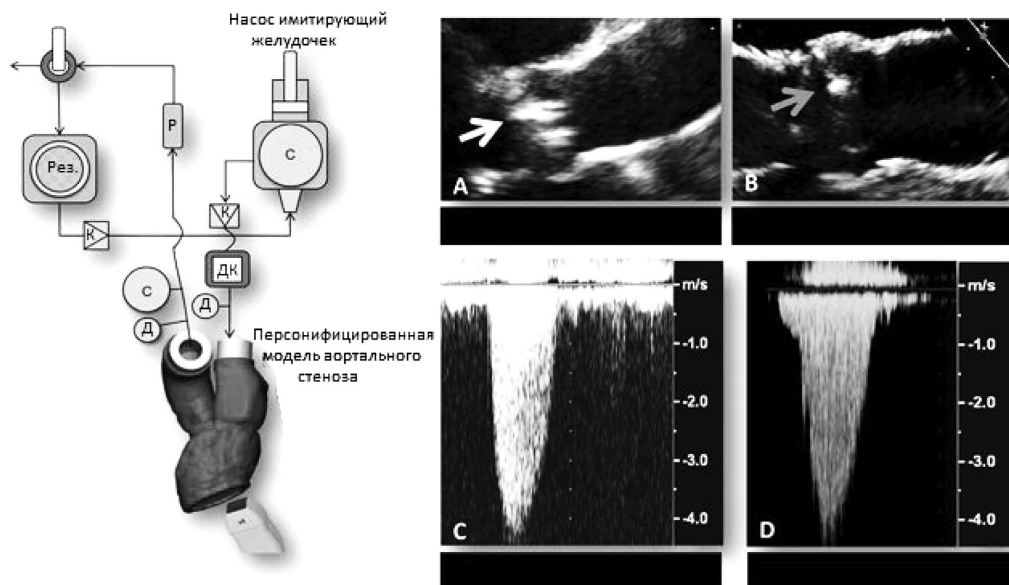 Насос имитирующий
желудочек
Р
Рез.
С
К
К
ДК
С
Д
Д
Персонифицированная
модель аортального
стеноза
A
B
C
m/s
-1.0
-2.0
-3.0
-4.0
D
m/s
-1.0
-2.0
-3.0
-4.0